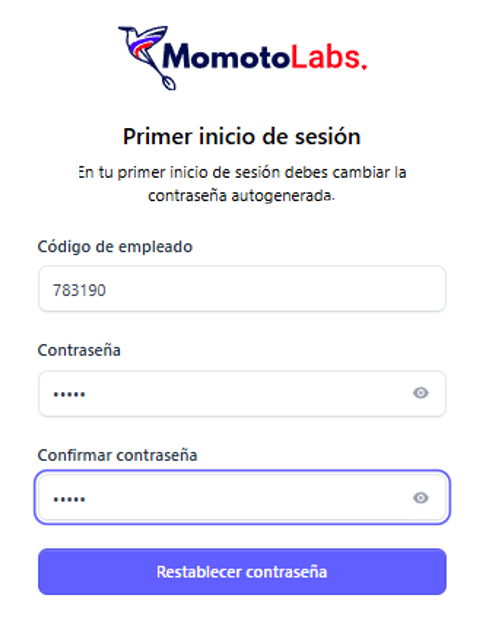 MomotoLabs.
Primer inicio de sesión
En tu primer inicio de sesión debes cambiar la
contraseña autogenerada.
Código de empleado
783190
Contraseña
•••••
Confirmar contraseña
•••••
Restablecer contraseña